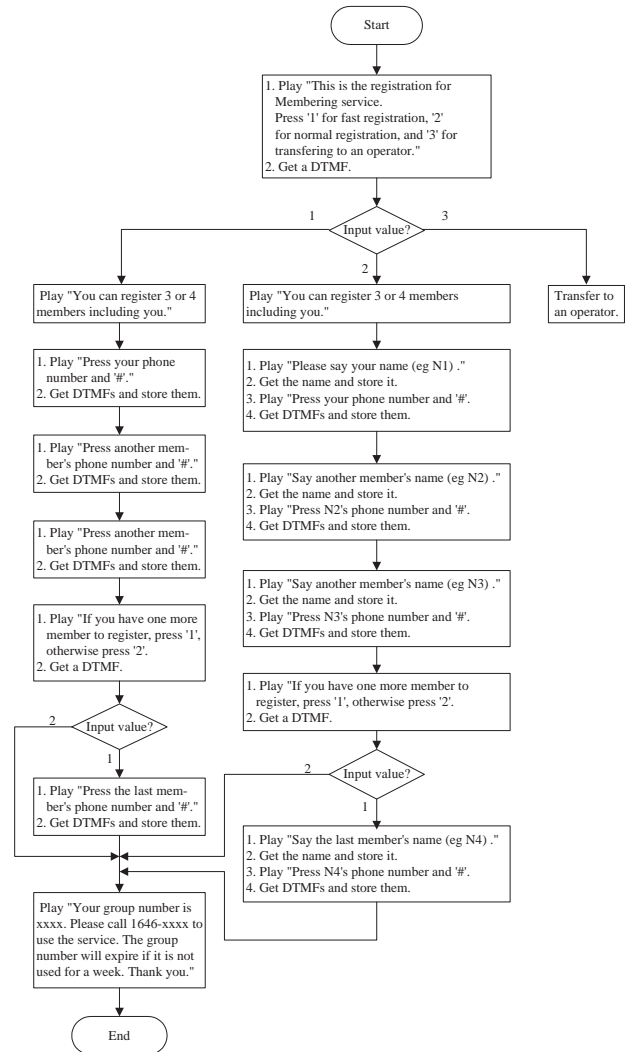 Start
1. Play "This is the registration for
Membering service.
Press '1' for fast registration, '2'
for normal registration, and '3' for
transfering to an operator."
2. Get a DTMF.
Input value?
1
2
3
Play "You can register 3 or 4
members including you."
1. Play "Press your phone
number and '#'."
2. Get DTMFs and store them.
1. Play "Press another mem-
ber's phone number and '#'."
2. Get DTMFs and store them.
1. Play "Press another mem-
ber's phone number and '#'."
2. Get DTMFs and store them.
1. Play "If you have one more
member to register, press '1',
otherwise press '2'.
2. Get a DTMF.
Input value?
2
1
1. Play "Press the last mem-
ber's phone number and '#'."
2. Get DTMFs and store them.
Play "You can register 3 or 4 members
including you."
1. Play "Please say your name (eg N1) ."
2. Get the name and store it.
3. Play "Press your phone number and '#'.
4. Get DTMFs and store them.
1. Play "Say another member's name (eg N2) ."
2. Get the name and store it.
3. Play "Press N2's phone number and '#'.
4. Get DTMFs and store them.
1. Play "Say another member's name (eg N3) ."
2. Get the name and store it.
3. Play "Press N3's phone number and '#'.
4. Get DTMFs and store them.
1. Play "If you have one more member to
register, press '1', otherwise press '2'.
2. Get a DTMF.
Input value?
2
1
1. Play "Say the last member's name (eg N4) ."
2. Get the name and store it.
3. Play "Press N4's phone number and '#'.
4. Get DTMFs and store them.
Transfer to
an operator.
Play "Your group number is
xxxx. Please call 1646-xxxx to
use the service. The group
number will expire if it is not
used for a week. Thank you."
End